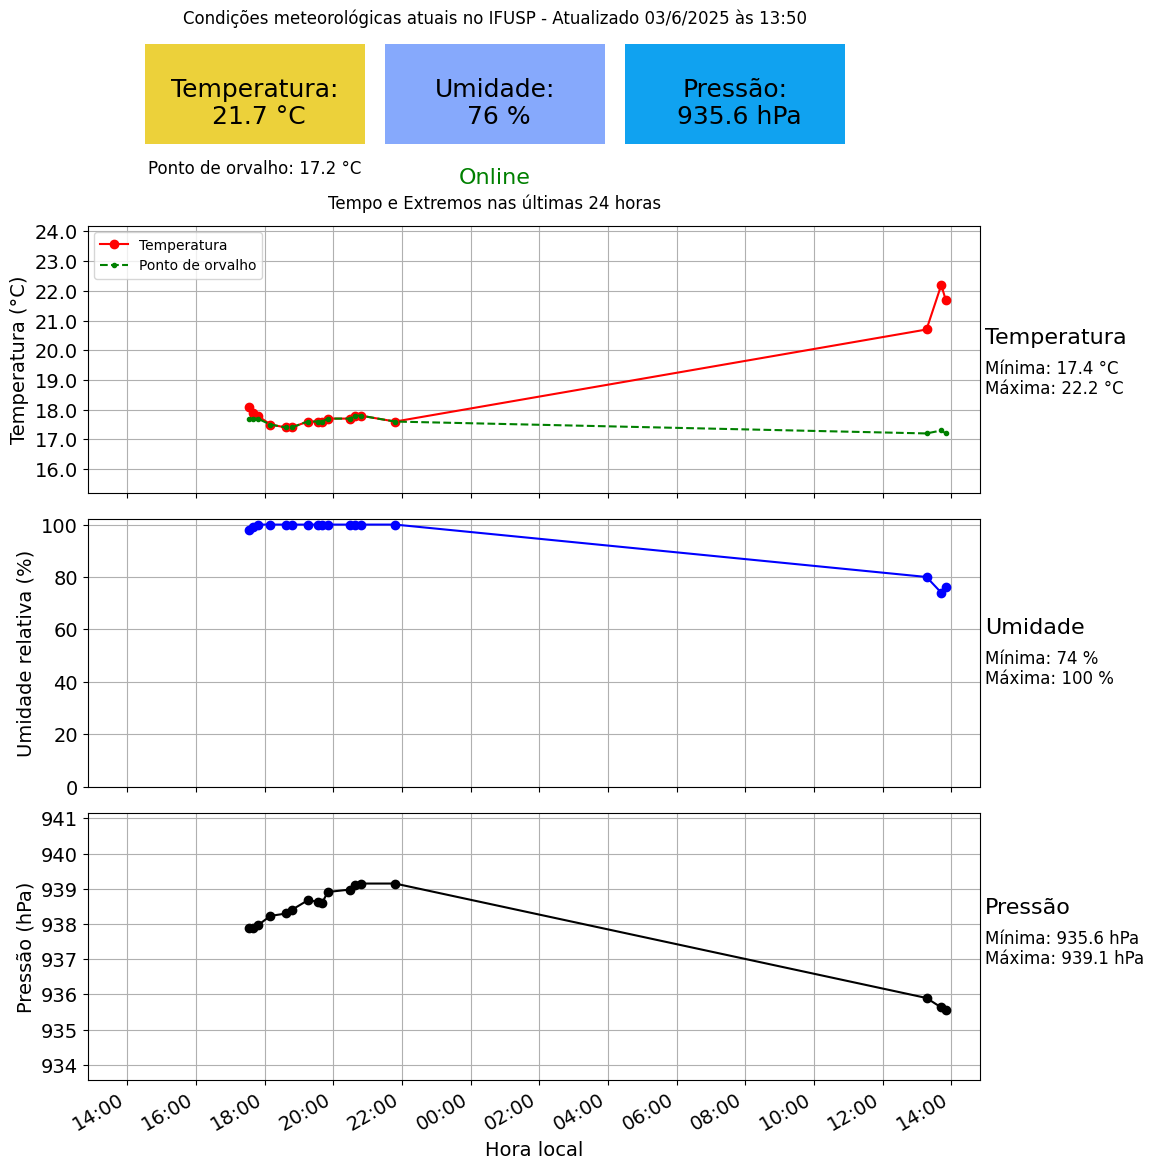 Condições meteorológicas atuais no IFUSP - Atualizado 03/6/2025 às 13:50
Temperatura:
21.7 °C
Umidade:
76 %
Pressão:
935.6 hPa
Ponto de orvalho: 17.2 °C
Online
Tempo e Extremos nas últimas 24 horas
Temperatura
Ponto de orvalho
Temperatura (°C)
24.0
23.0
22.0
21.0
20.0
19.0
18.0
17.0
16.0
Temperatura
Mínima: 17.4 °C
Máxima: 22.2 °C
Umidade relativa (%)
100
80
60
40
20
0
Umidade
Mínima: 74 %
Máxima: 100 %
Pressão (hPa)
941
940
939
938
937
936
935
934
Pressão
Mínima: 935.6 hPa
Máxima: 939.1 hPa
14:00 16:00 18:00 20:00 22:00 00:00 02:00 04:00 06:00 08:00 10:00 12:00 14:00
Hora local